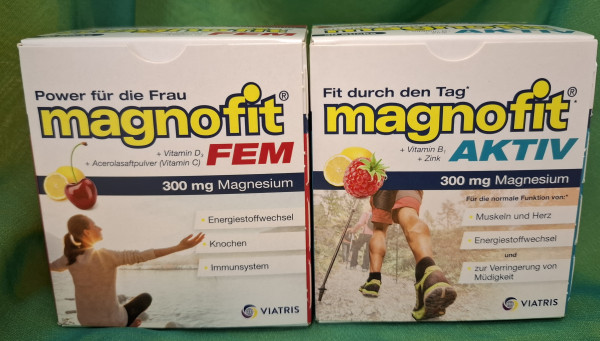 Power für die Frau
magnofit®
+ Vitamin D3
+ Acerolasaftpulver (Vitamin C)
FEM
300 mg Magnesium
Energiestoffwechsel
Knochen
Immunsystem
VIATRIS
Fit durch den Tag*
magnofit®
+ Vitamin B1
+ Zink
AKTIV
300 mg Magnesium
Für die normale Funktion von:*
Muskeln und Herz
Energiestoffwechsel
und
zur Verringerung von
Müdigkeit
VIATRIS